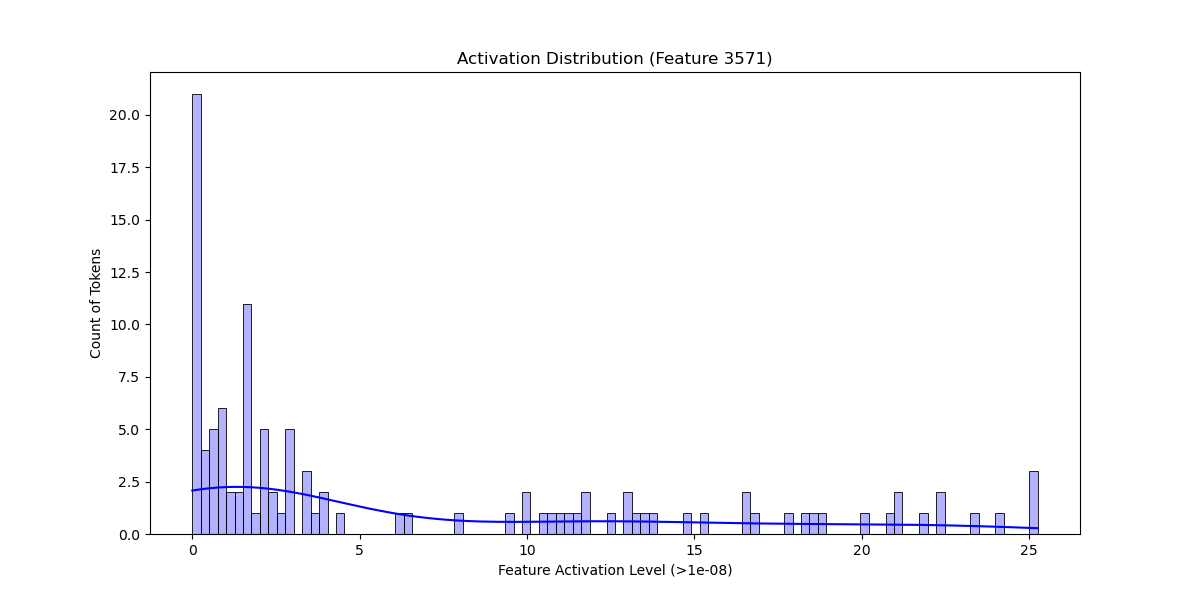 Activation Distribution (Feature 3571)
Count of Tokens
20.0
17.5
15.0
12.5
10.0
7.5
5.0
2.5
0.0
0 5 10 15 20 25
Feature Activation Level (>1e-08)